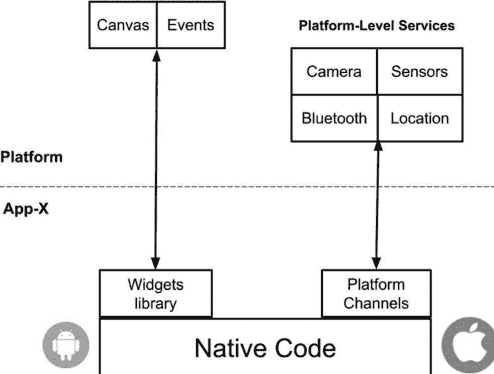 Canvas Events
Platform-Level Services
Camera Sensors
Bluetooth Location
Platform
App-X
Widgets
library
Platform
Channels
Native Code